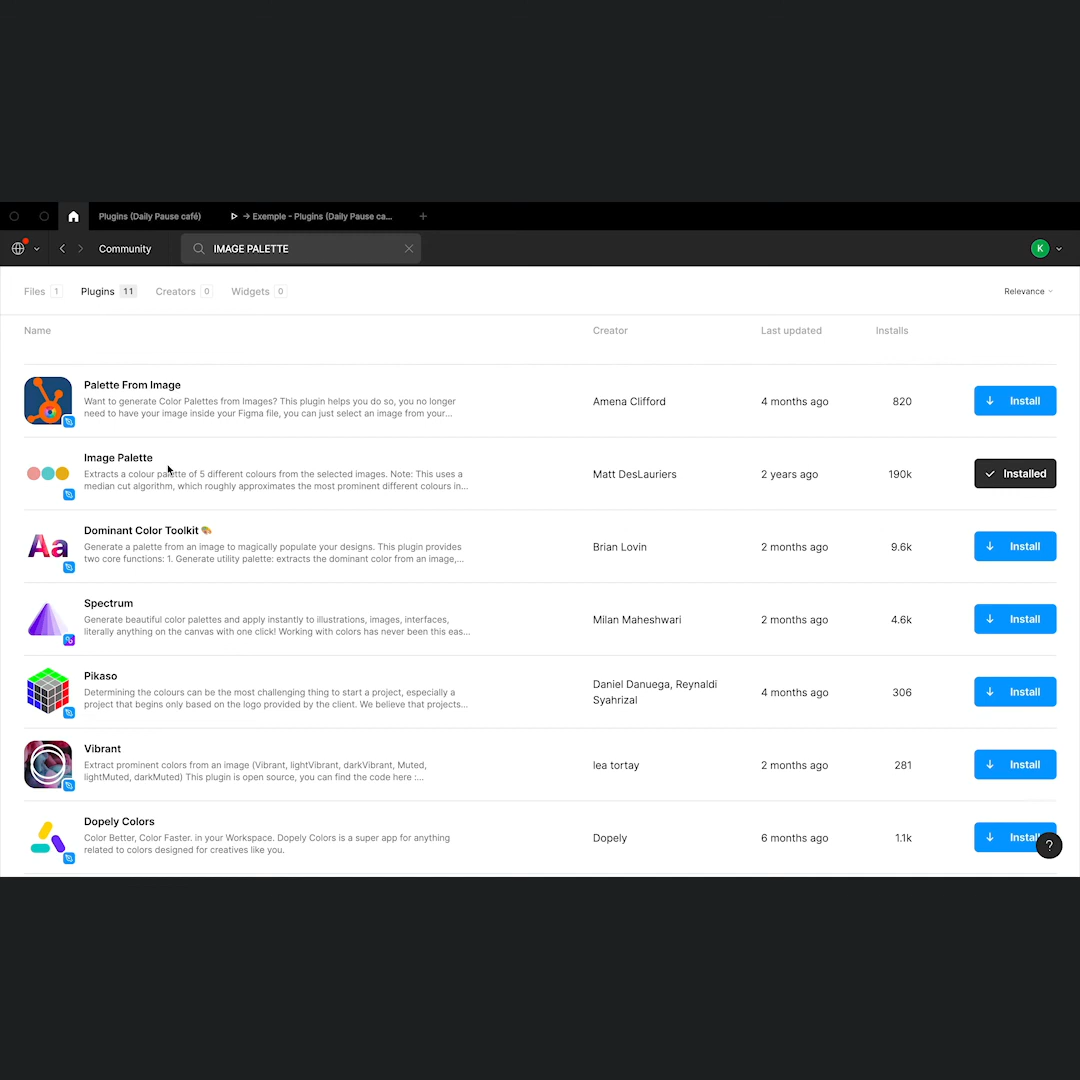 Plugins (Daily Pause café)
→ Exemple - Plugins (Daily Pause ca...
Community
IMAGE PALETTE
K
Files 1
Plugins 11
Creators 0
Widgets 0
Relevance
Name
Creator
Last updated
Installs
Palette From Image
Want to generate Color Palettes from Images? This plugin helps you do so, you no longer
need to have your image inside your Figma file, you can just select an image from your...
Amena Clifford
4 months ago
820
Install
Image Palette
Extracts a colour palette of 5 different colours from the selected images. Note: This uses a
median cut algorithm, which roughly approximates the most prominent different colours in...
Matt DesLauriers
2 years ago
190k
Installed
Aa
Dominant Color Toolkit 🎨
Generate a palette from an image to magically populate your designs. This plugin provides
two core functions: 1. Generate utility palette: extracts the dominant color from an image,...
Brian Lovin
2 months ago
9.6k
Install
Spectrum
Generate beautiful color palettes and apply instantly to illustrations, images, interfaces,
literally anything on the canvas with one click! Working with colors has never been this eas...
Milan Maheshwari
2 months ago
4.6k
Install
Pikaso
Determining the colours can be the most challenging thing to start a project, especially a
project that begins only based on the logo provided by the client. We believe that projects...
Daniel Danuega, Reynaldi
Syahrizal
4 months ago
306
Install
Vibrant
Extract prominent colors from an image (Vibrant, lightVibrant, darkVibrant, Muted,
lightMuted, darkMuted) This plugin is open source, you can find the code here :...
lea tortay
2 months ago
281
Install
Dopely Colors
Color Better, Color Faster. in your Workspace. Dopely Colors is a super app for anything
related to colors designed for creatives like you.
Dopely
6 months ago
1.1k
Install
?